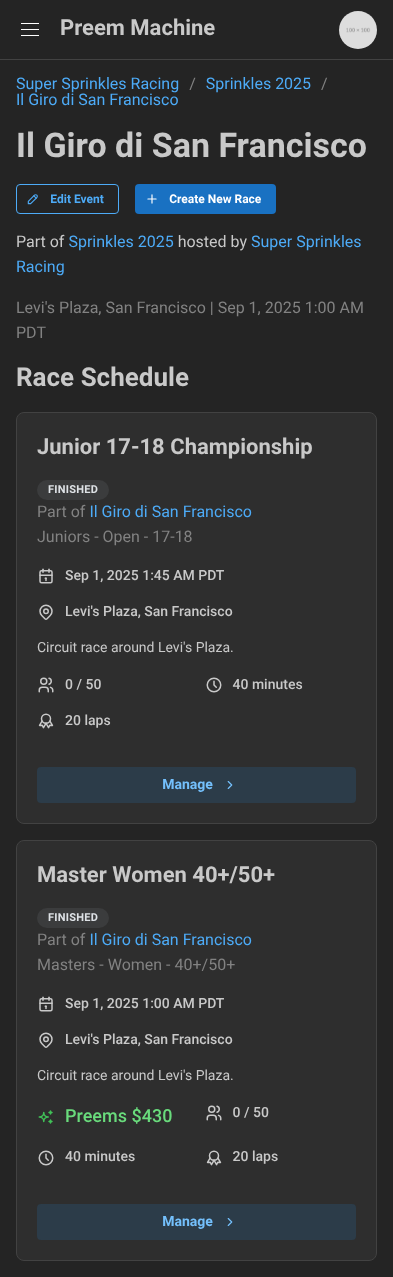 Preem Machine
100 × 100
Super Sprinkles Racing / Sprinkles 2025 /
Il Giro di San Francisco
Il Giro di San Francisco
Edit Event
Create New Race
Part of Sprinkles 2025 hosted by Super Sprinkles
Racing
Levi's Plaza, San Francisco | Sep 1, 2025 1:00 AM
PDT
Race Schedule
Junior 17-18 Championship
FINISHED
Part of Il Giro di San Francisco
Juniors - Open - 17-18
Sep 1, 2025 1:45 AM PDT
Levi's Plaza, San Francisco
Circuit race around Levi's Plaza.
0 / 50
40 minutes
20 laps
Manage
Master Women 40+/50+
FINISHED
Part of Il Giro di San Francisco
Masters - Women - 40+/50+
Sep 1, 2025 1:00 AM PDT
Levi's Plaza, San Francisco
Circuit race around Levi's Plaza.
Preems $430
0 / 50
40 minutes
20 laps
Manage